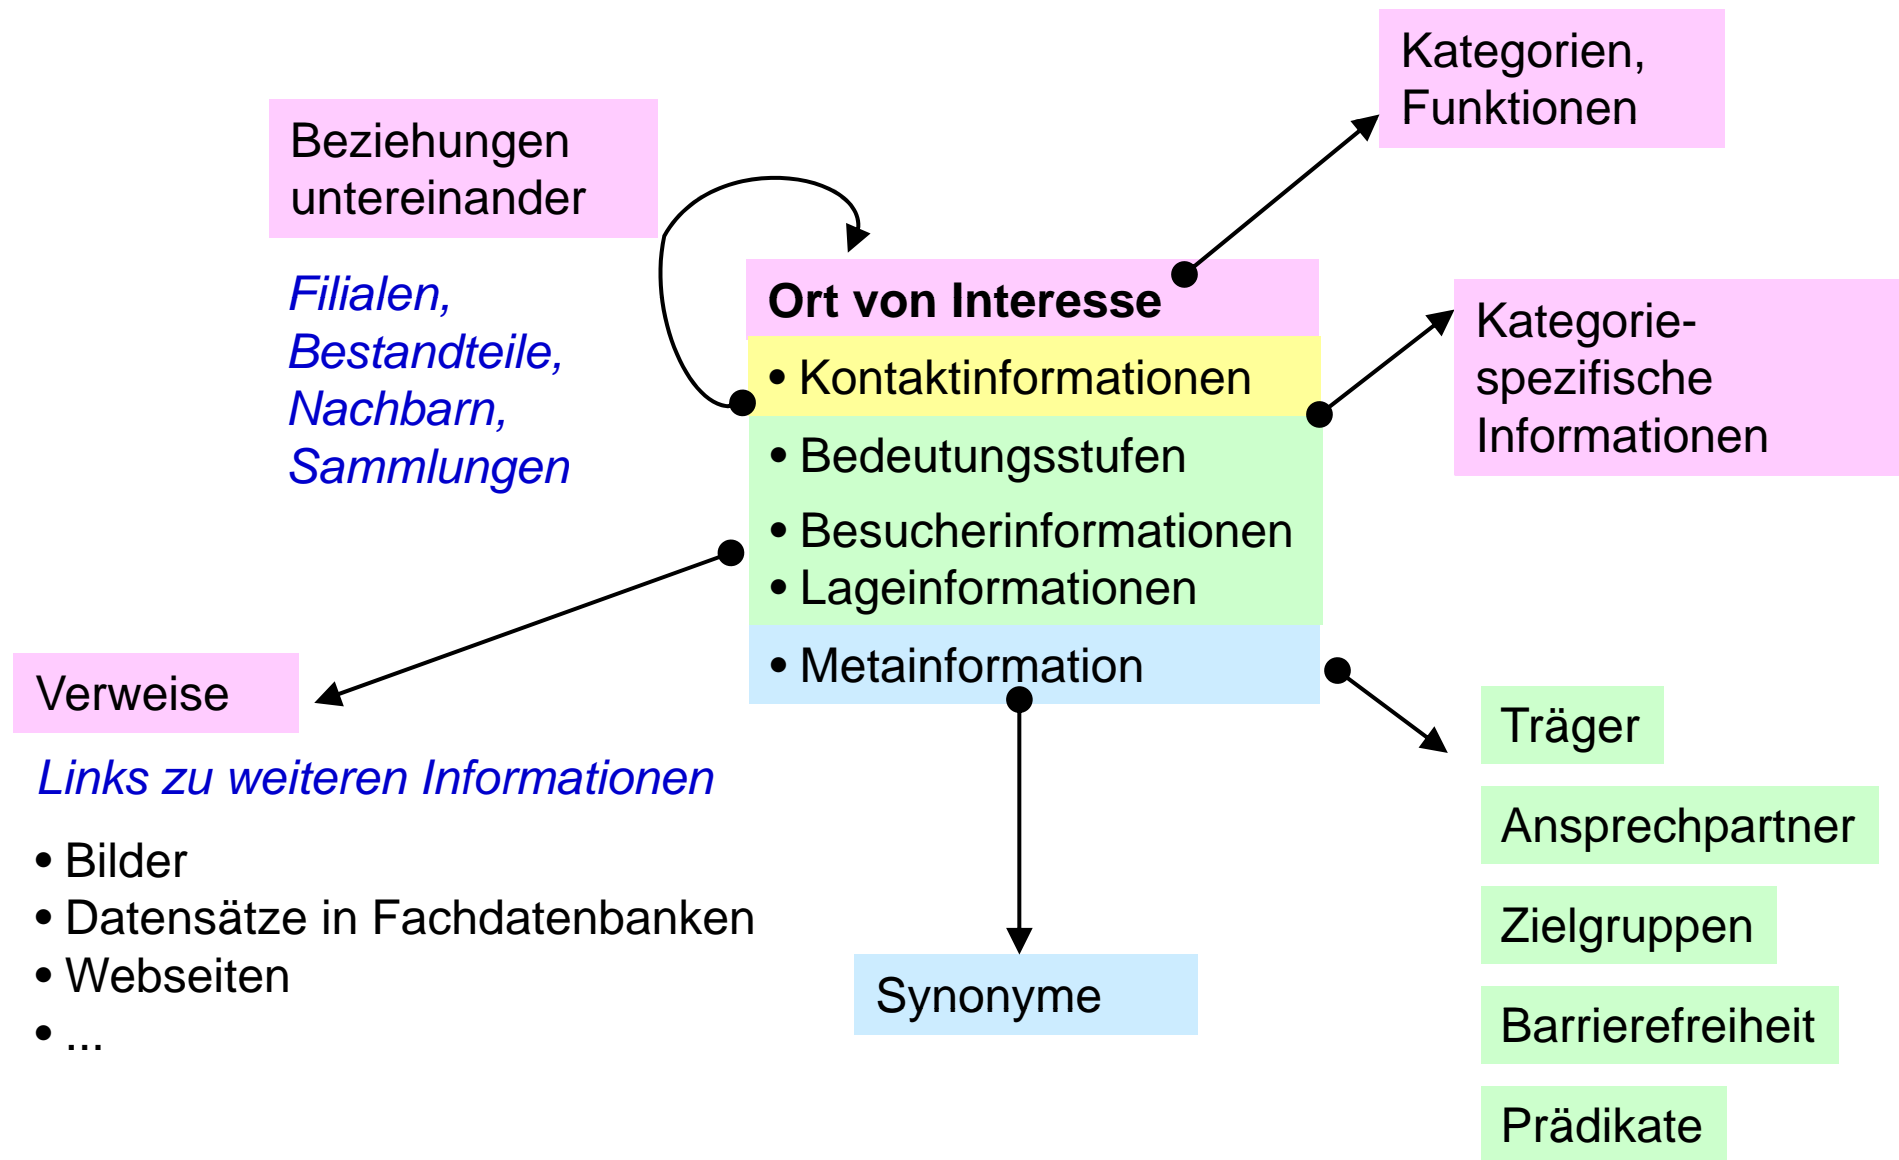 Kategorien,
Funktionen
Beziehungen
untereinander
Filialen,
Bestandteile,
Nachbarn,
Sammlungen
Ort von Interesse
• Kontaktinformationen
• Bedeutungsstufen
• Besucherinformationen
• Lageinformationen
• Metainformation
Kategorie-
spezifische
Informationen
Verweise
Links zu weiteren Informationen
• Bilder
• Datensätze in Fachdatenbanken
• Webseiten
• ...
Synonyme
Träger
Ansprechpartner
Zielgruppen
Barrierefreiheit
Prädikate